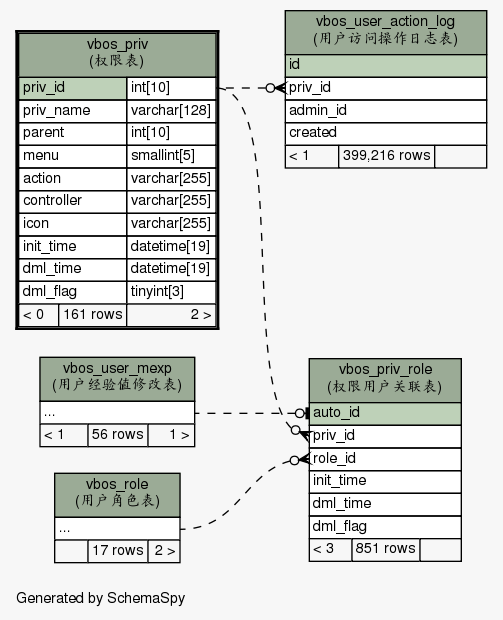 vbos_priv
(权限表)
priv_id int[10]
priv_name varchar[128]
parent int[10]
menu smallint[5]
action varchar[255]
controller varchar[255]
icon varchar[255]
init_time datetime[19]
dml_time datetime[19]
dml_flag tinyint[3]
< 0 161 rows 2 >
vbos_user_action_log
(用户访问操作日志表)
id
priv_id
admin_id
created
< 1 399,216 rows
vbos_user_mexp
(用户经验值修改表)
...
< 1 56 rows 1 >
vbos_priv_role
(权限用户关联表)
auto_id
priv_id
role_id
init_time
dml_time
dml_flag
< 3 851 rows
vbos_role
(用户角色表)
...
17 rows 2 >
Generated by SchemaSpy